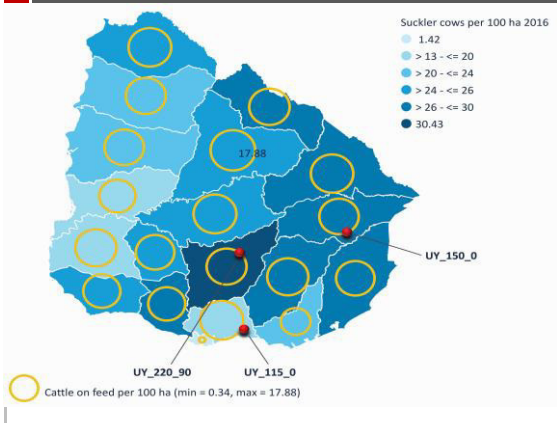 Suckler cows per 100 ha 2016
1.42
> 13 - <= 20
> 20 - <= 24
> 24 - <= 26
> 26 - <= 30
30.43
17.88
UY_150_0
UY_220_90
UY_115_0
Cattle on feed per 100 ha (min = 0.34, max = 17.88)